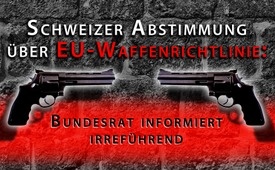 Schweizer Abstimmung
über EU-Waffenrichtlinie:
Bundesrat informiert
irreführend